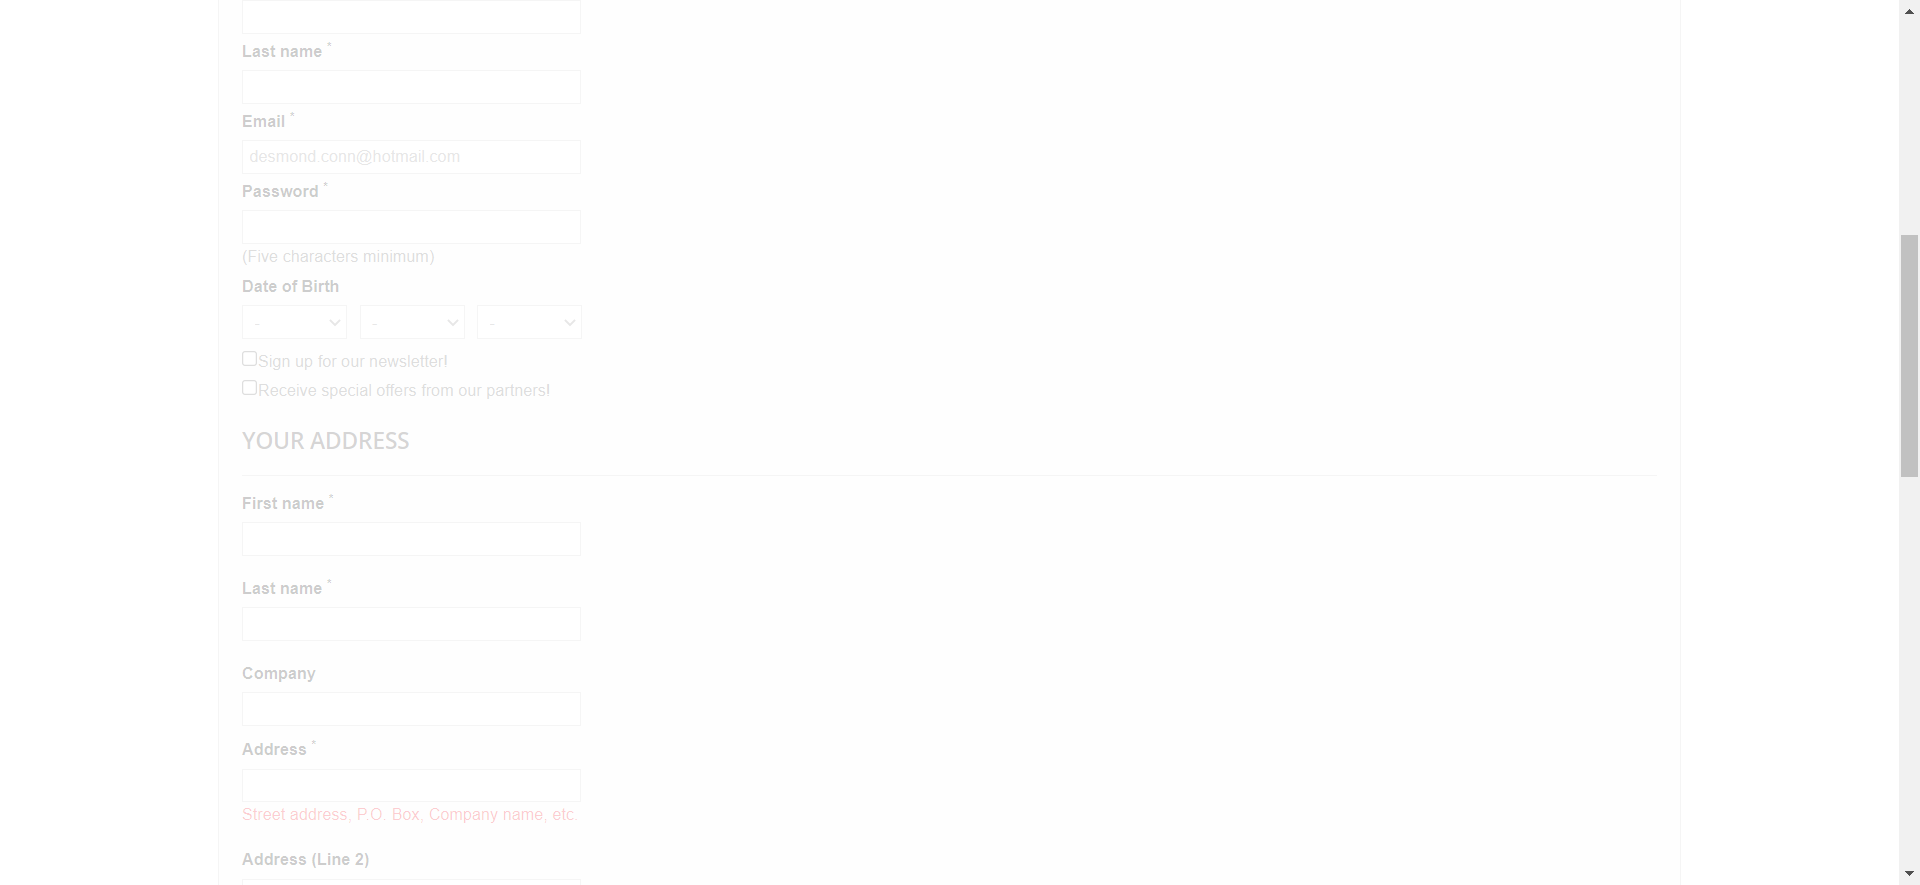 Last name *
Email *
desmond.conn@hotmail.com
Password *
(Five characters minimum)
Date of Birth
- - -
Sign up for our newsletter!
Receive special offers from our partners!
YOUR ADDRESS
First name *
Last name *
Company
Address *
Street address, P.O. Box, Company name, etc.
Address (Line 2)